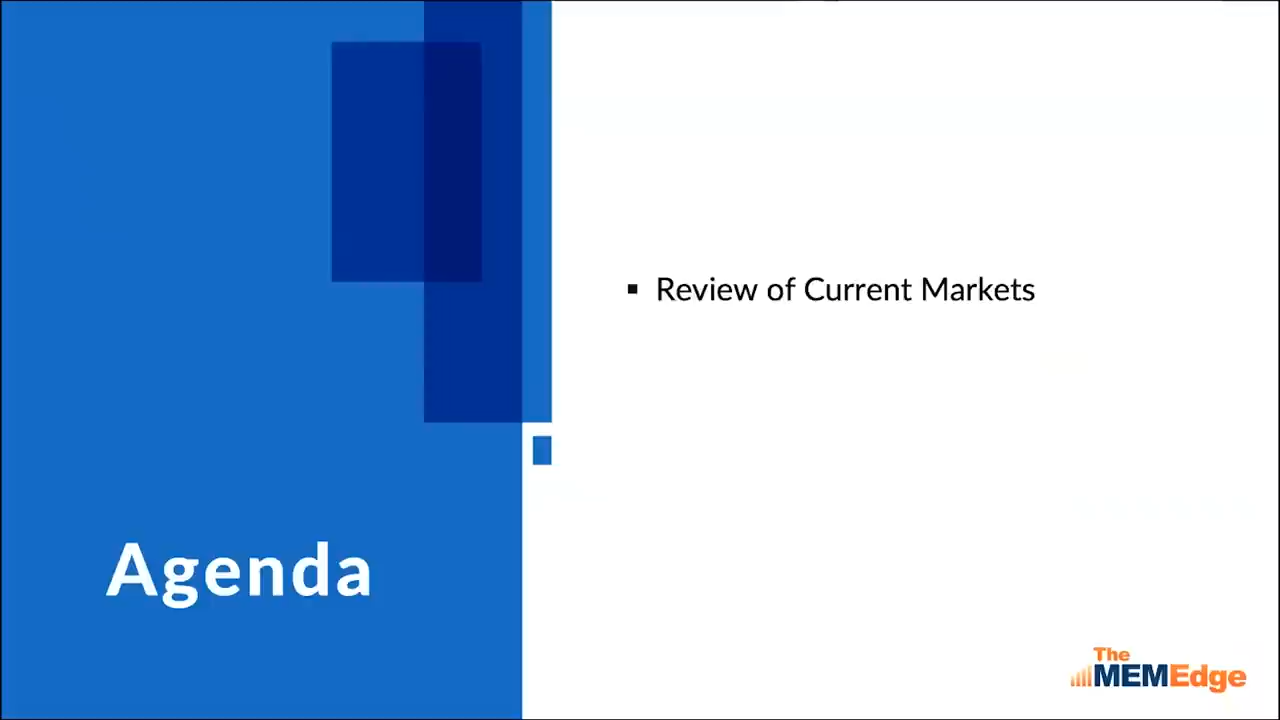 Agenda
▪ Review of Current Markets
The
MEMEdge